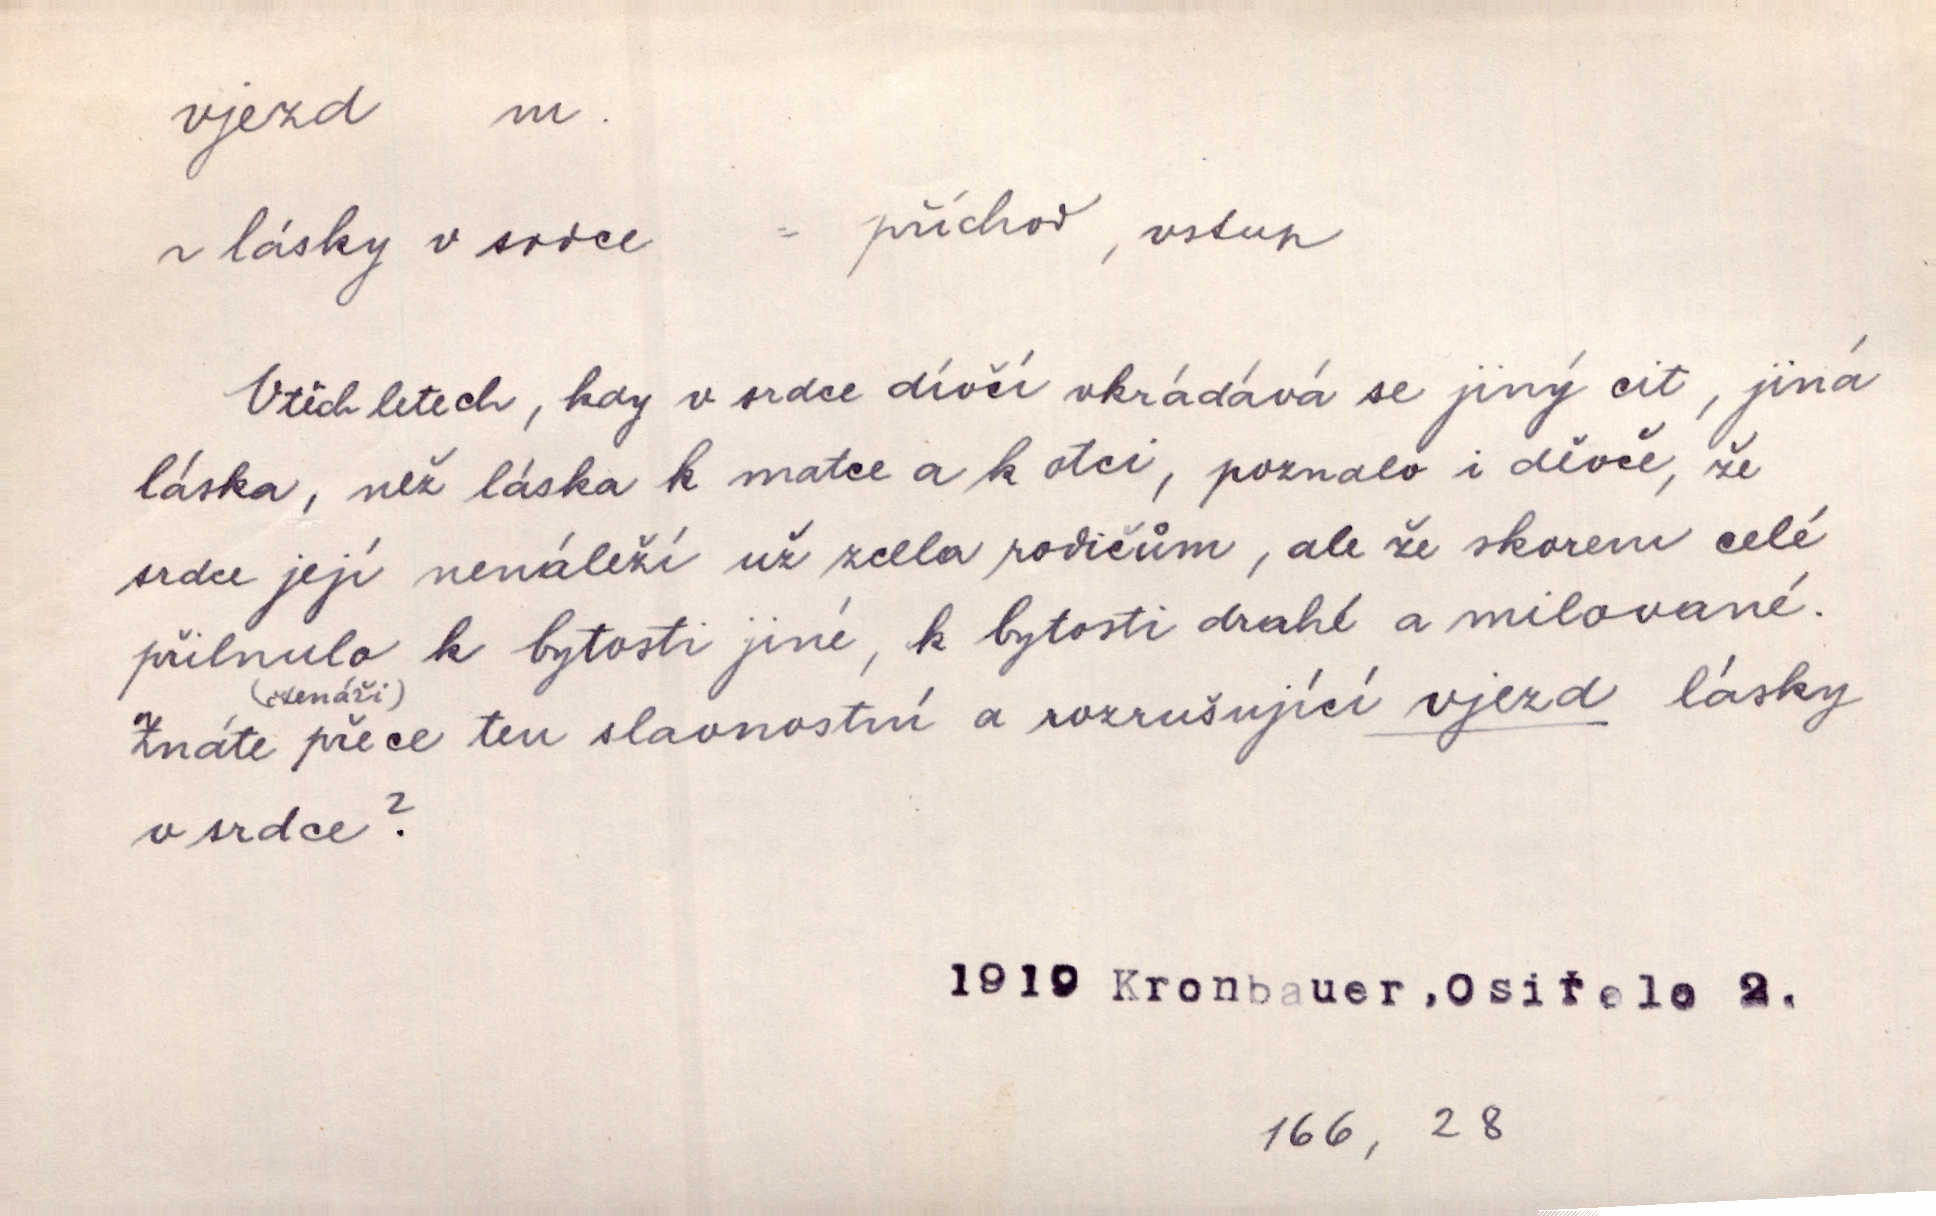 vjezd m.
~ lásky v srdce = příchod, vstup
V těch letech, kdy v srdce dívčí vkrádává se jiný cit, jiná
láska, než láska k matce a k otci, poznalo i děvče, že
srdce její nenáleží už zcela rodičům, ale že skorem celé
přilnulo k bytosti jiné, k bytosti drahé a milované.
(čtenáři)
Znáte přece ten slavnostní a rozrušující vjezd lásky
v srdce?
1919 Kronbauer,Osiřelo 2.
166, 28